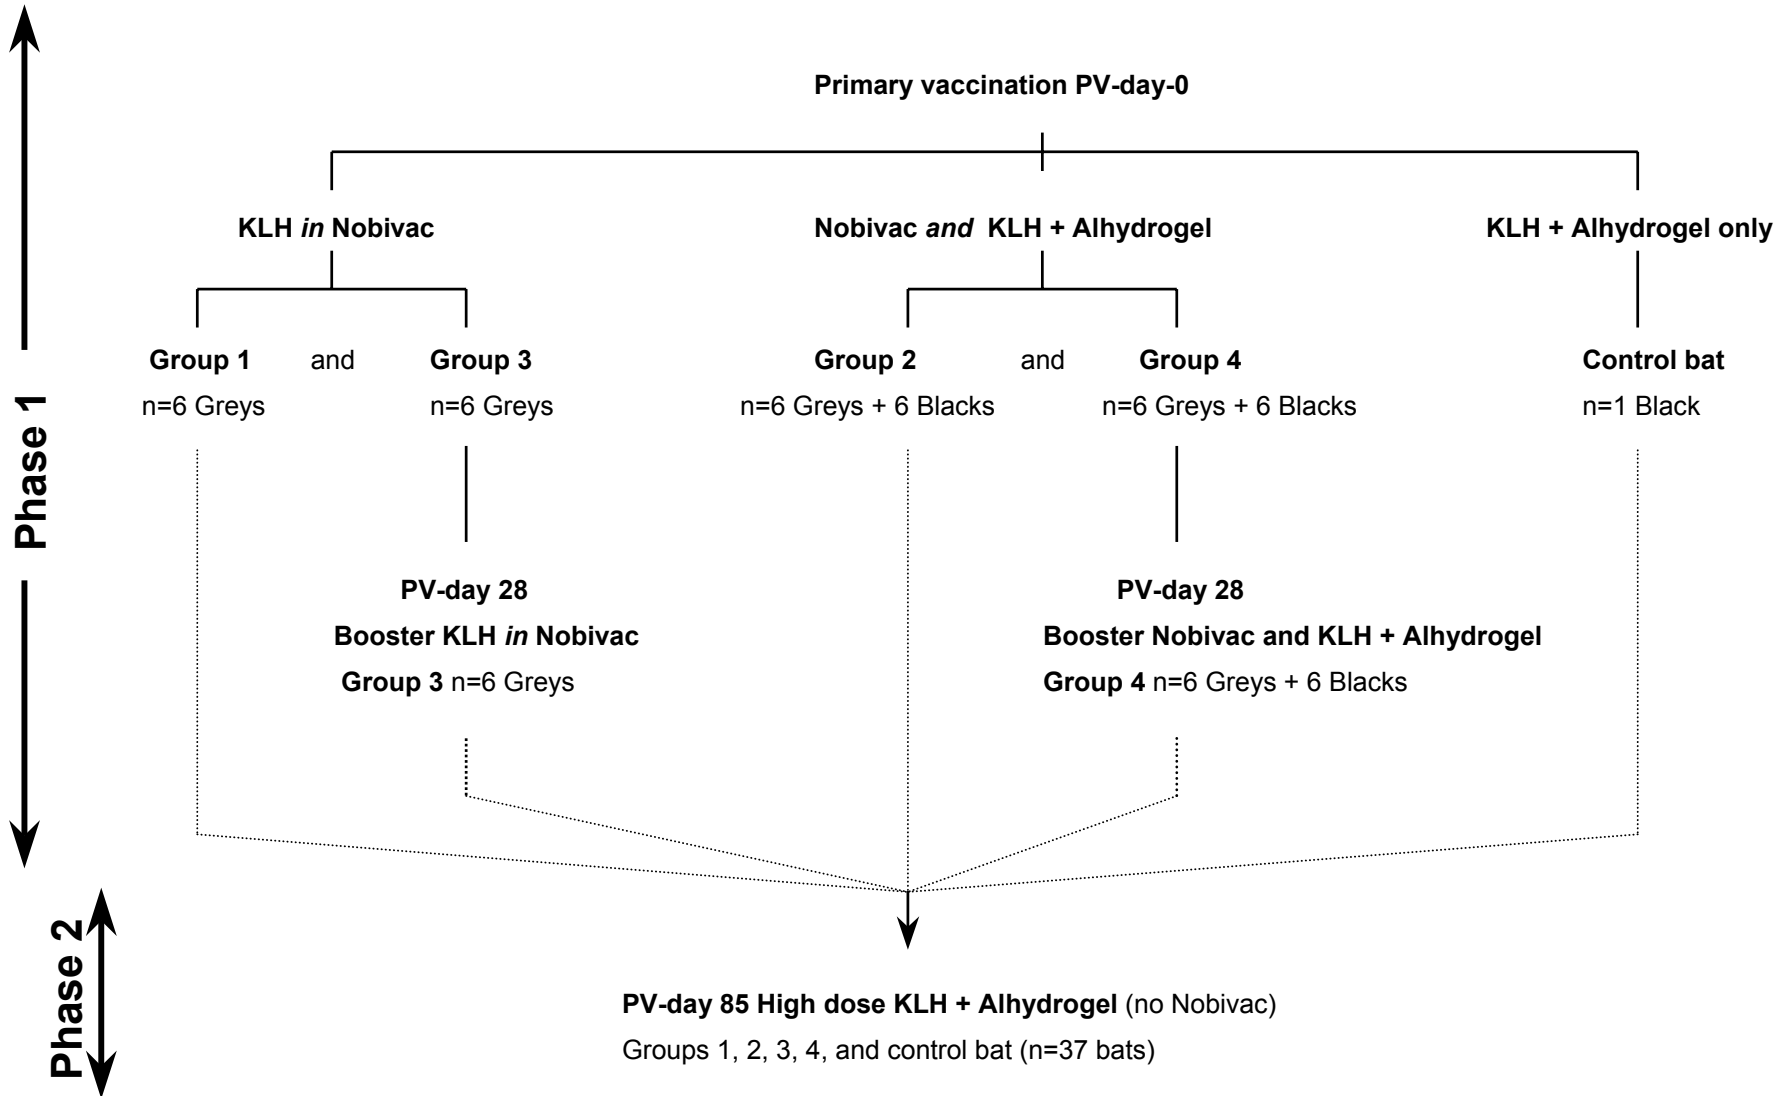 Primary vaccination PV-day-0
KLH in Nobivac
Nobivac and KLH + Alhydrogel
KLH + Alhydrogel only
Group 1 and Group 3
Group 2 and Group 4
Control bat
n=6 Greys
n=6 Greys
n=6 Greys + 6 Blacks
n=6 Greys + 6 Blacks
n=1 Black
Phase 1
PV-day 28
Booster KLH in Nobivac
Group 3 n=6 Greys
PV-day 28
Booster Nobivac and KLH + Alhydrogel
Group 4 n=6 Greys + 6 Blacks
Phase 2
PV-day 85 High dose KLH + Alhydrogel (no Nobivac)
Groups 1, 2, 3, 4, and control bat (n=37 bats)